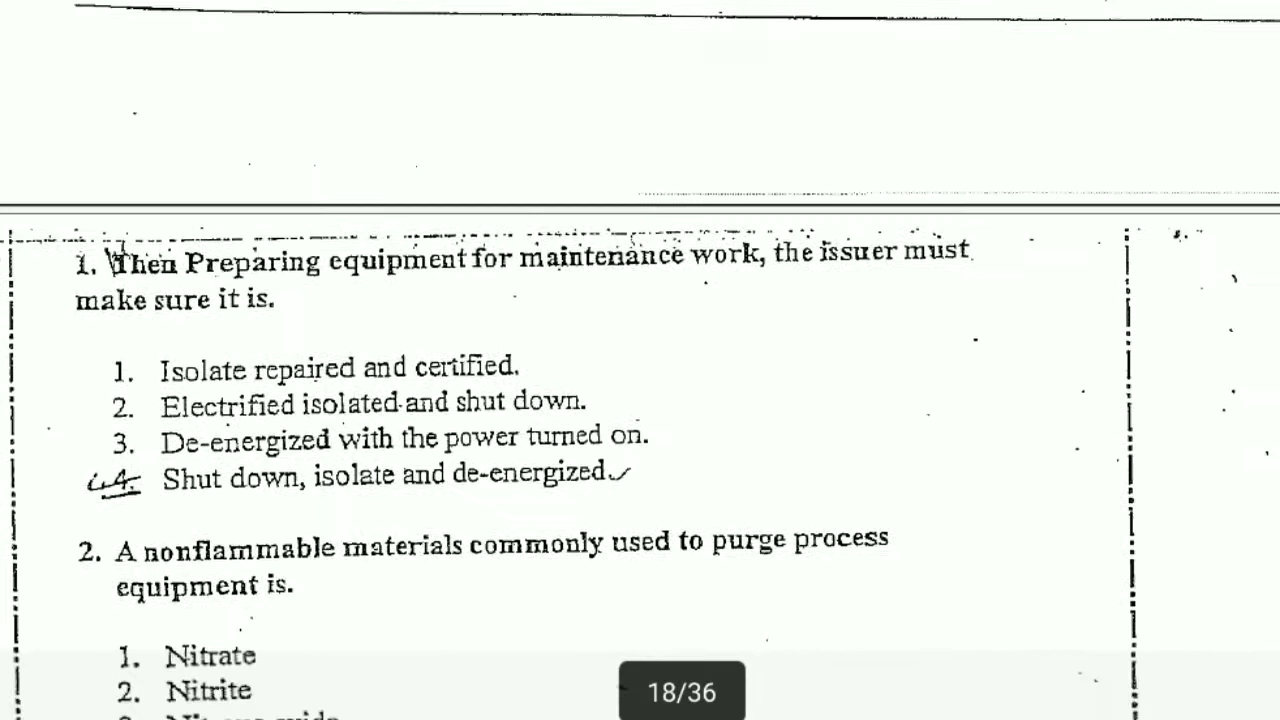 1. When Preparing equipment for maintenance work, the issuer must
make sure it is.
1. Isolate repaired and certified.
2. Electrified isolated and shut down.
3. De-energized with the power turned on.
4. Shut down, isolate and de-energized.
2. A nonflammable materials commonly used to purge process
equipment is.
1. Nitrate
2. Nitrite
18/36